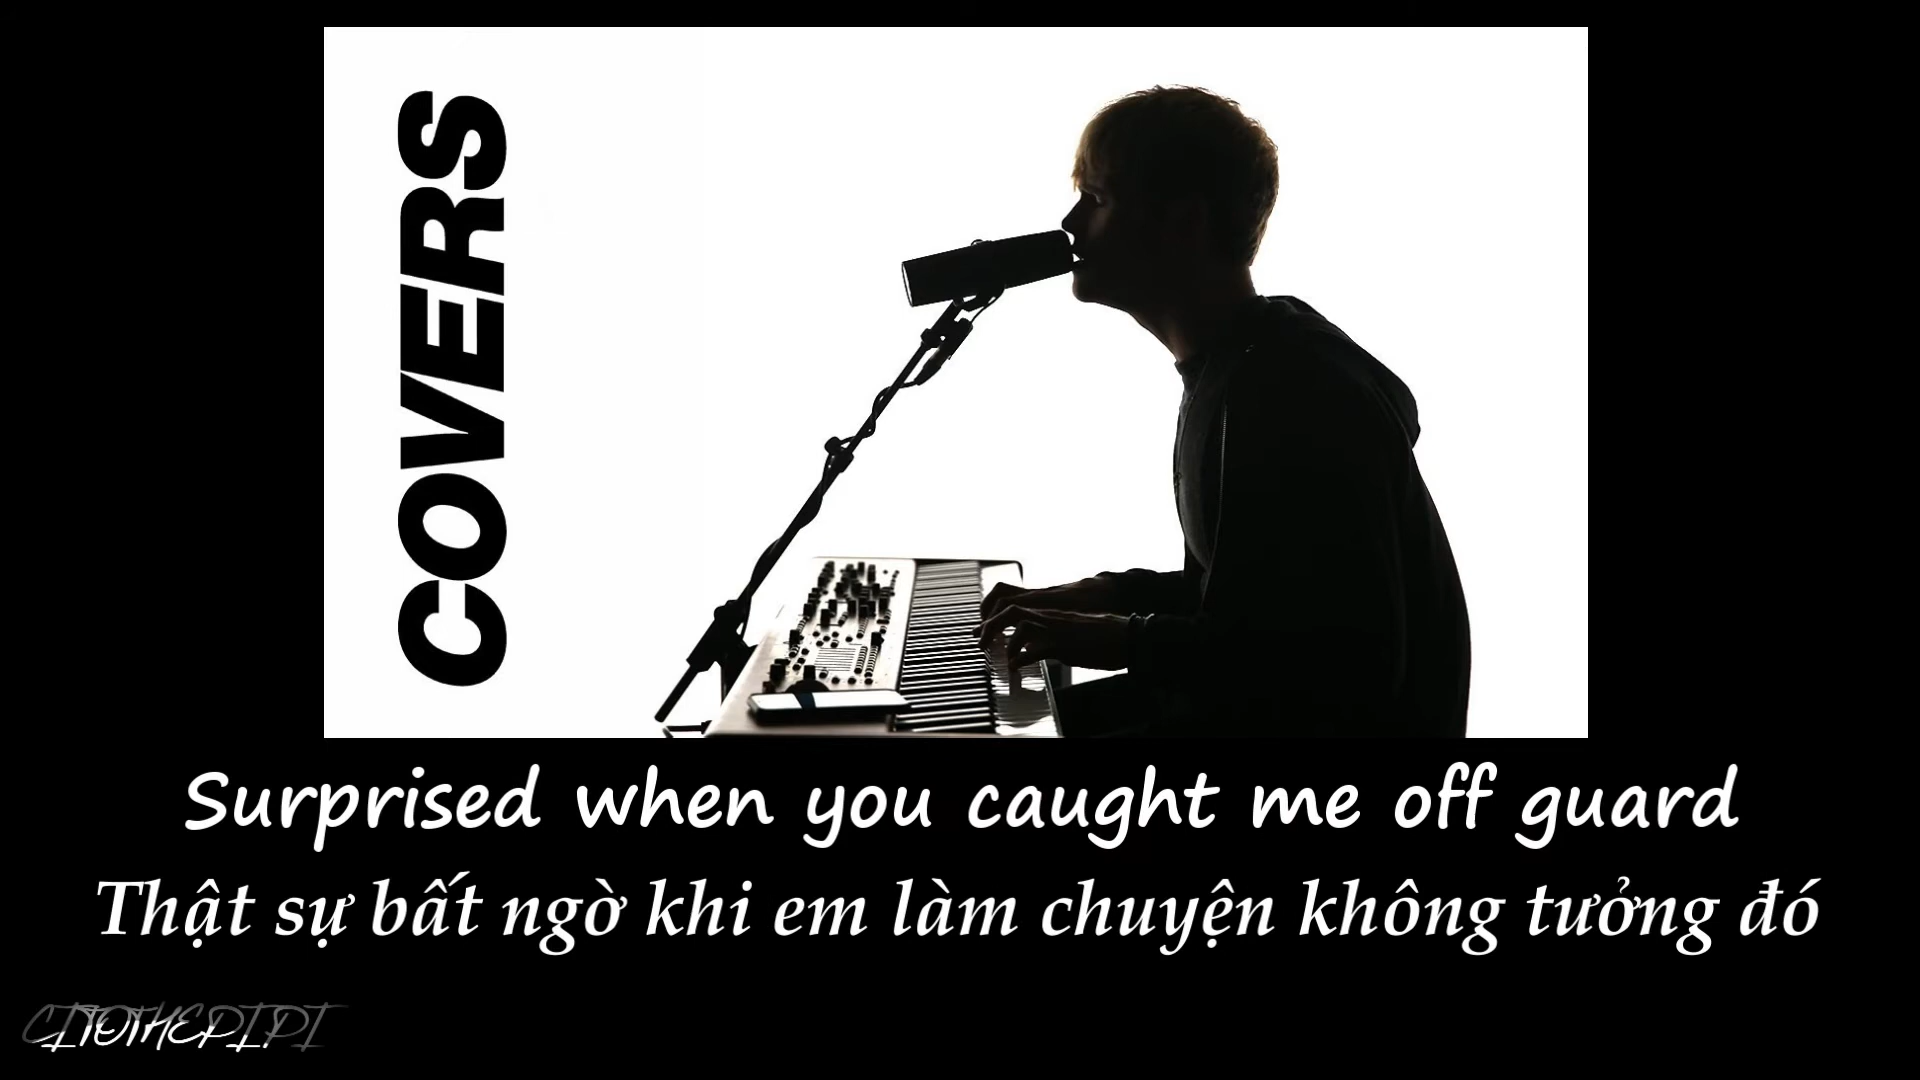 COVERS
Surprised when you caught me off guard
Thật sự bất ngờ khi em làm chuyện không tưởng đó
CITOTHEPIPI